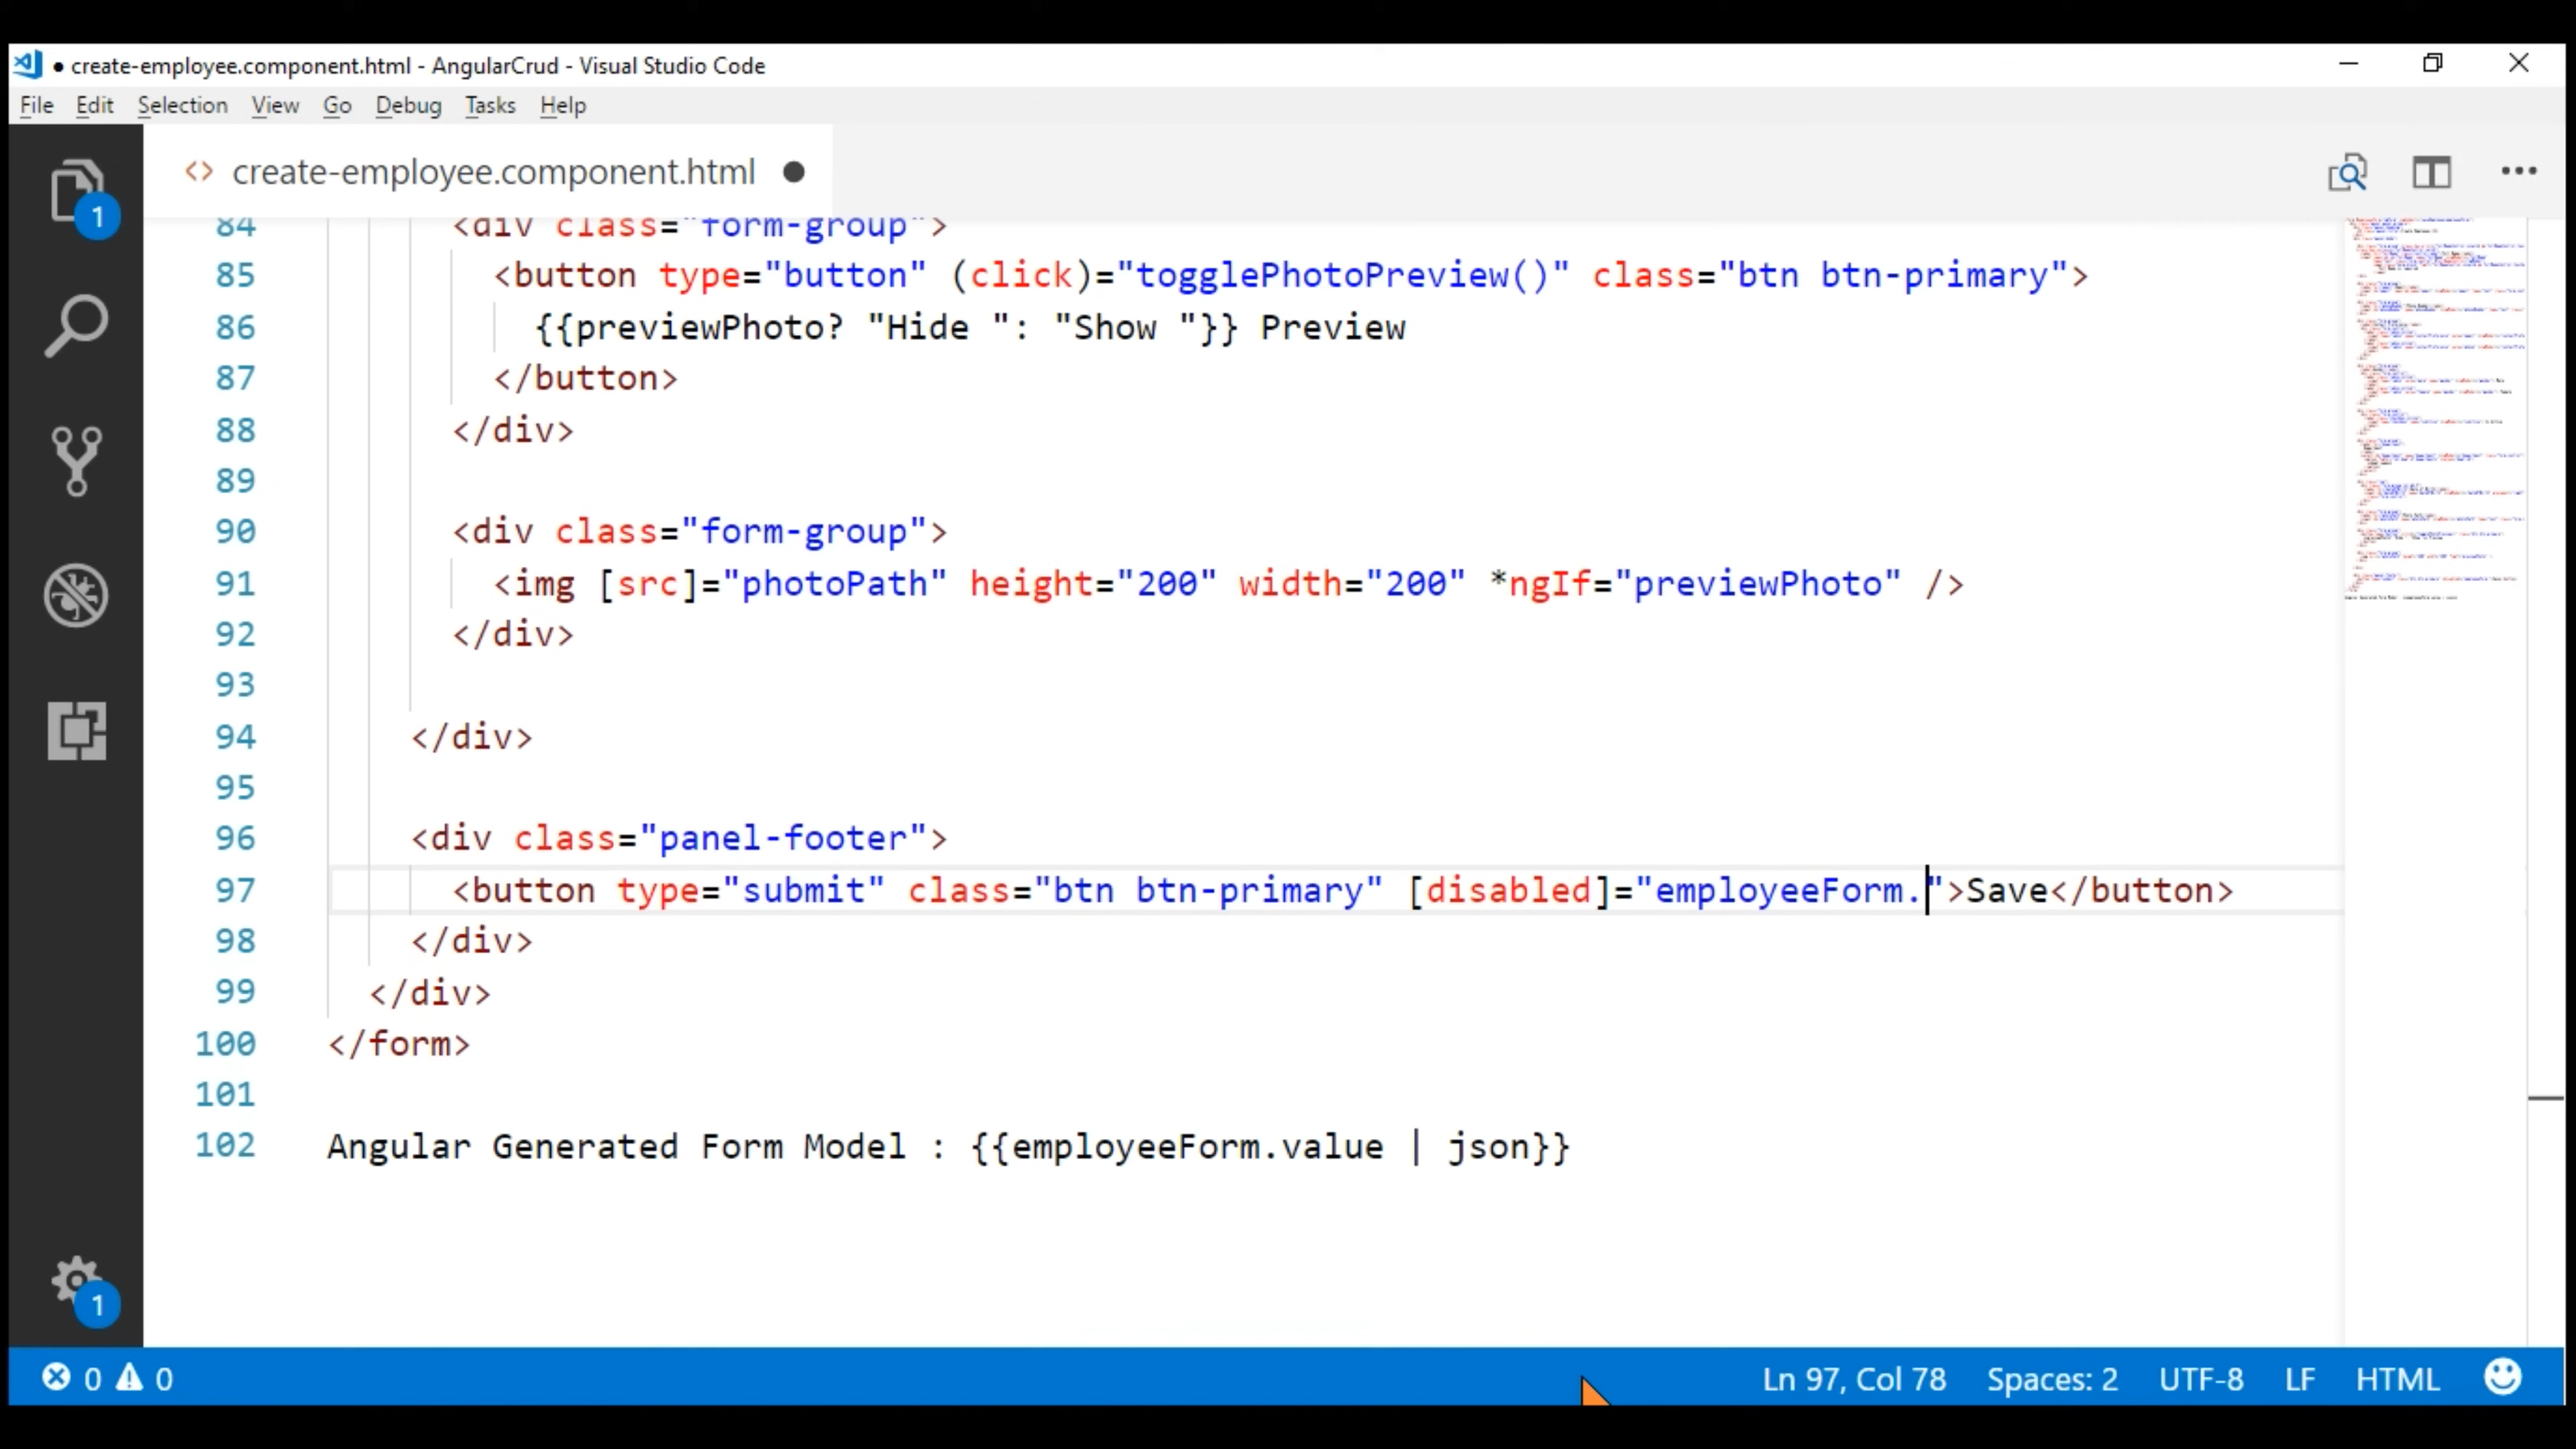 ● create-employee.component.html - AngularCrud - Visual Studio Code
File Edit Selection View Go Debug Tasks Help
<> create-employee.component.html ●
1
84 <div class="form-group">
85 <button type="button" (click)="togglePhotoPreview()" class="btn btn-primary">
86 {{previewPhoto? "Hide ": "Show "}} Preview
87 </button>
88 </div>
89
90 <div class="form-group">
91 <img [src]="photoPath" height="200" width="200" *ngIf="previewPhoto" />
92 </div>
93
94 </div>
95
96 <div class="panel-footer">
97 <button type="submit" class="btn btn-primary" [disabled]="employeeForm.">Save</button>
98 </div>
99 </div>
100 </form>
101
102 Angular Generated Form Model : {{employeeForm.value | json}}
1
0 0 Ln 97, Col 78 Spaces: 2 UTF-8 LF HTML